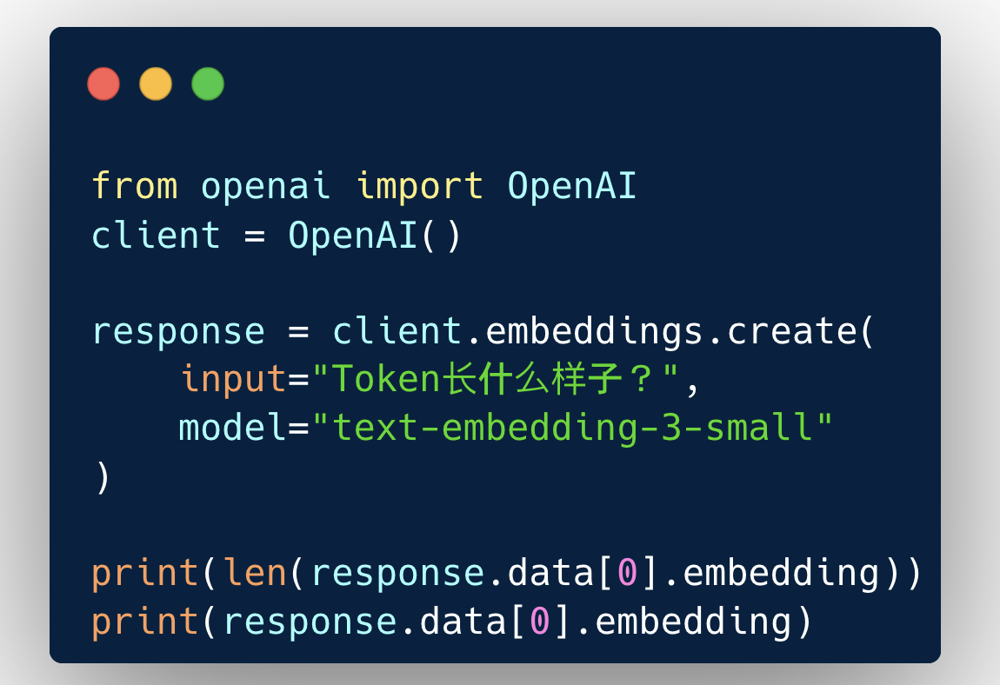 from openai import OpenAI
client = OpenAI()
response = client.embeddings.create(
    input="Token长什么样子？",
    model="text-embedding-3-small"
)
print(len(response.data[0].embedding))
print(response.data[0].embedding)